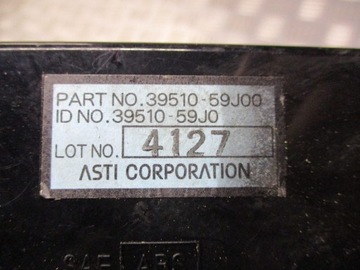 PART NO. 39510-59J00
ID NO. 39510-59J0
LOT NO. 4127
ASTI CORPORATION